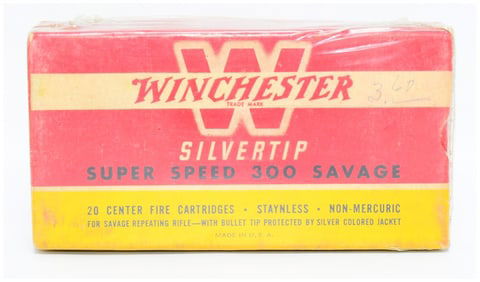 W
WINCHESTER
TRADE MARK
3.60
SILVERTIP
SUPER SPEED 300 SAVAGE
20 CENTER FIRE CARTRIDGES • STAYNLESS • NON-MERCURIC
FOR SAVAGE REPEATING RIFLE—WITH BULLET TIP PROTECTED BY SILVER COLORED JACKET
MADE IN U.S.A.